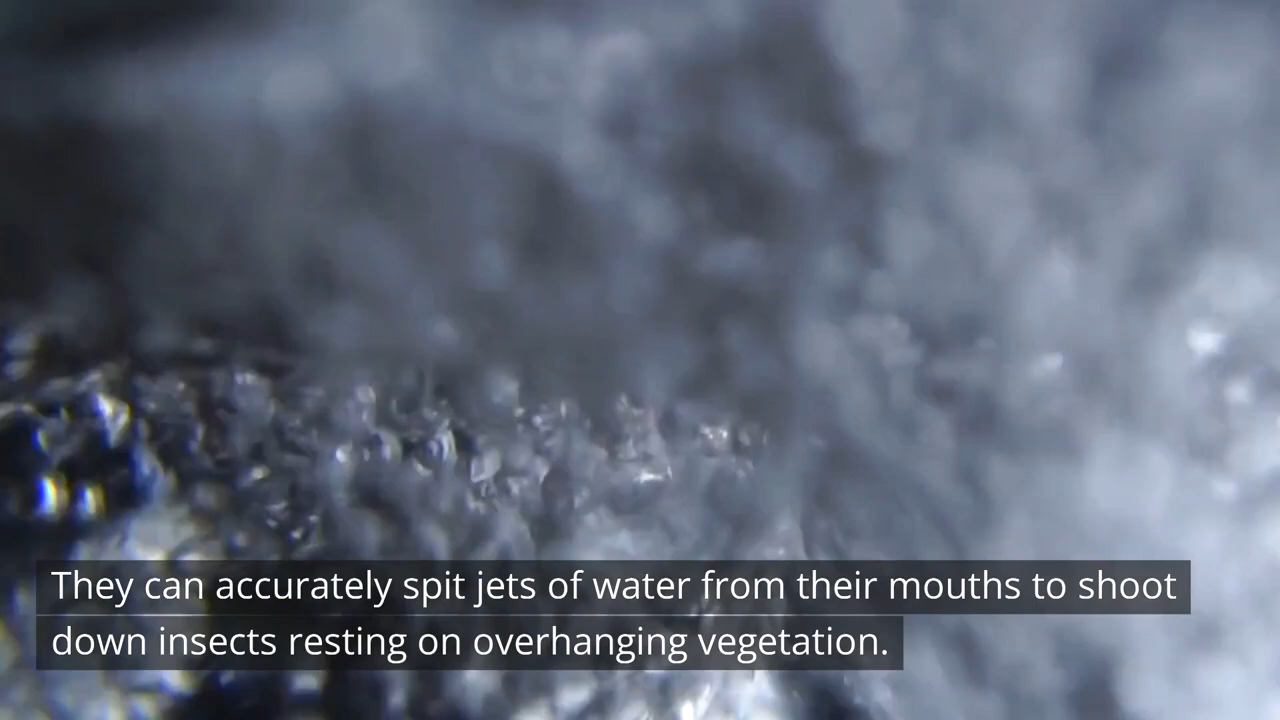 They can accurately spit jets of water from their mouths to shoot
down insects resting on overhanging vegetation.